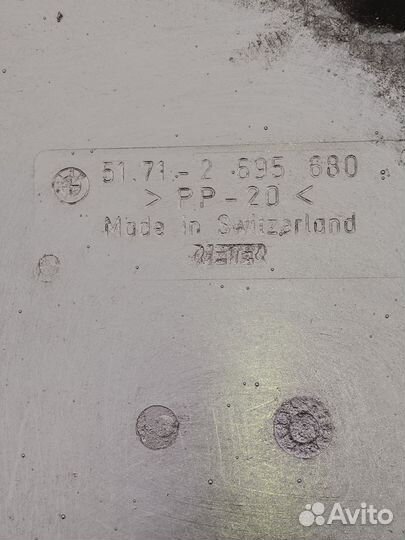 51.71-2 695 680
> PP-20 <
Made in Switzerland
Avito